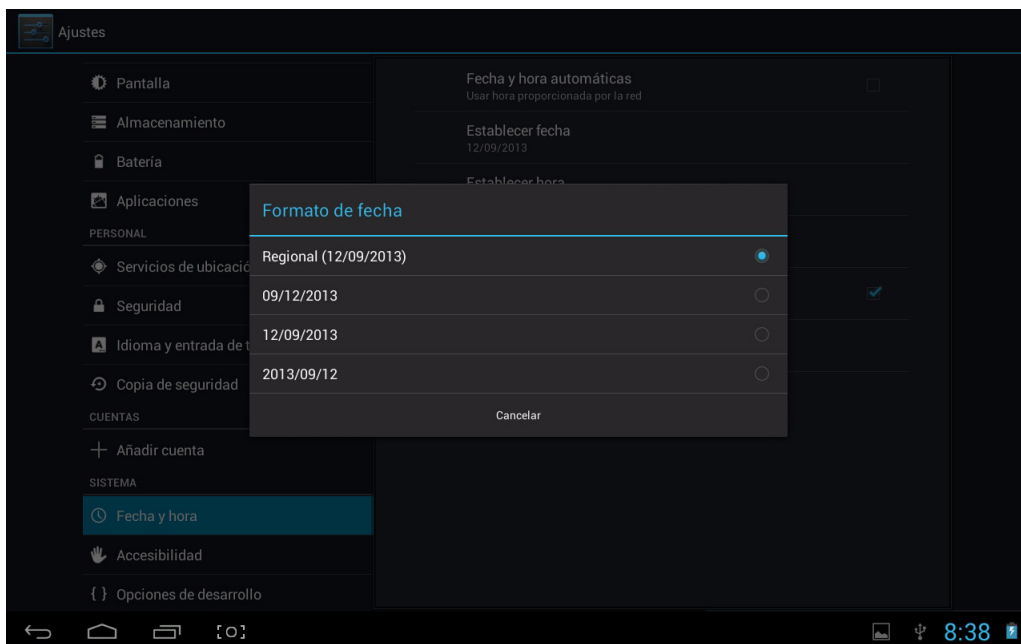 Ajustes
Pantalla
Almacenamiento
Batería
Aplicaciones
PERSONAL
Servicios de ubicació
Seguridad
Idioma y entrada de t
Copia de seguridad
CUENTAS
Añadir cuenta
SISTEMA
Fecha y hora
Accesibilidad
{ } Opciones de desarrollo
Fecha y hora automáticas
Usar hora proporcionada por la red
Establecer fecha
12/09/2013
Establecer hora
Formato de fecha
Regional (12/09/2013)
09/12/2013
12/09/2013
2013/09/12
Cancelar
8:38